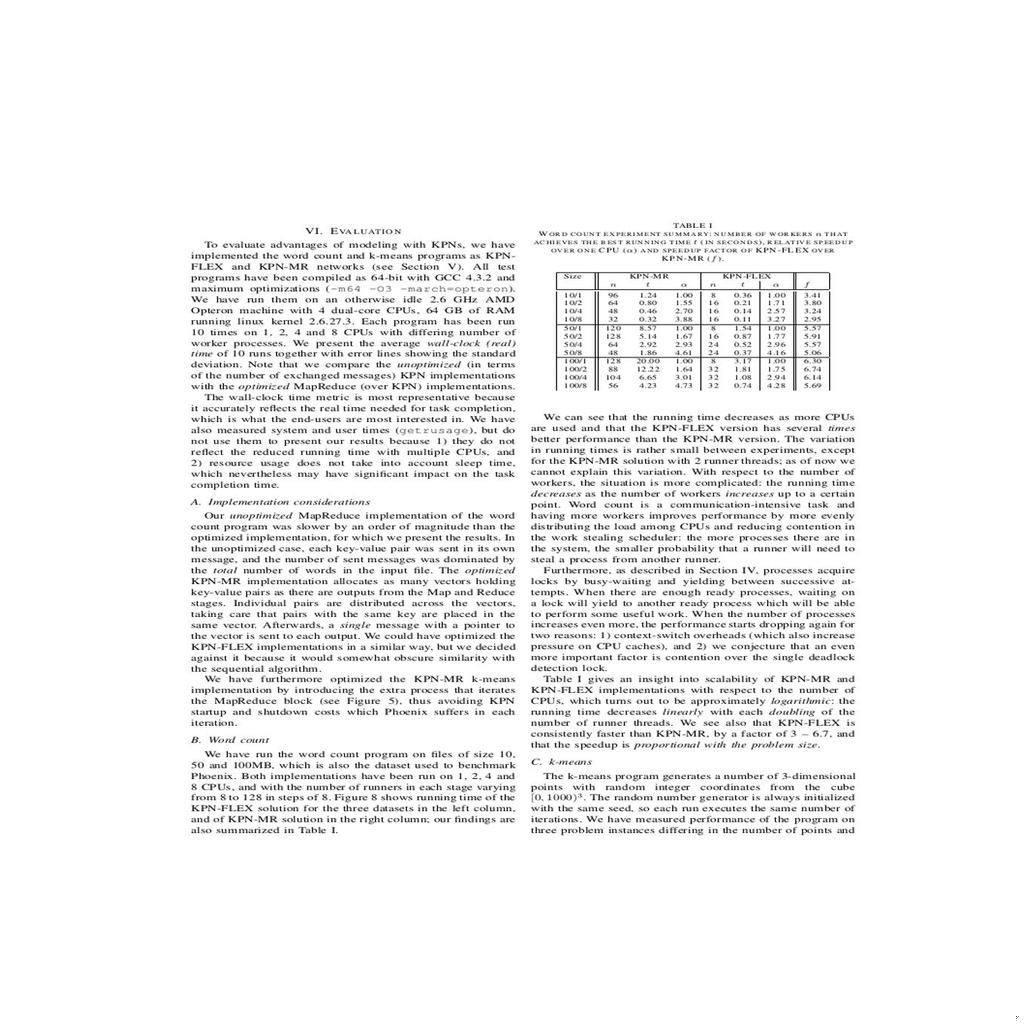 VI. EVALUATION
To evaluate advantages of modeling with KPNs, we have
implemented the word count and k-means programs as KPN-
FLEX and KPN-MR networks (see Section V). All test
programs have been compiled as 64-bit with GCC 4.3.2 and
maximum optimizations (-m64 -O3 -march=opteron).
We have run them on an otherwise idle 2.6 GHz AMD
Opteron machine with 4 dual-core CPUs, 64 GB of RAM
running linux kernel 2.6.27.3. Each program has been run
10 times on 1, 2, 4 and 8 CPUs with differing number of
worker processes. We present the average wall-clock (real)
time of 10 runs together with error lines showing the standard
deviation. Note that we compare the unoptimized (in terms
of the number of exchanged messages) KPN implementations
with the optimized MapReduce (over KPN) implementations.
The wall-clock time metric is most representative because
it accurately reflects the real time needed for task completion,
which is what the end-users are most interested in. We have
also measured system and user times (getrusage), but do
not use them to present our results because 1) they do not
reflect the reduced running time with multiple CPUs, and
2) resource usage does not take into account sleep time,
which nevertheless may have significant impact on the task
completion time.
A. Implementation considerations
Our unoptimized MapReduce implementation of the word
count program was slower by an order of magnitude than the
optimized implementation, for which we present the results. In
the unoptimized case, each key-value pair was sent in its own
message, and the number of sent messages was dominated by
the total number of words in the input file. The optimized
KPN-MR implementation allocates as many vectors holding
key-value pairs as there are outputs from the Map and Reduce
stages. Individual pairs are distributed across the vectors,
taking care that pairs with the same key are placed in the
same vector. Afterwards, a single message with a pointer to
the vector is sent to each output. We could have optimized the
KPN-FLEX implementations in a similar way, but we decided
against it because it would somewhat obscure similarity with
the sequential algorithm.
We have furthermore optimized the KPN-MR k-means
implementation by introducing the extra process that iterates
the MapReduce block (see Figure 5), thus avoiding KPN
startup and shutdown costs which Phoenix suffers in each
iteration.
B. Word count
We have run the word count program on files of size 10,
50 and 100MB, which is also the dataset used to benchmark
Phoenix. Both implementations have been run on 1, 2, 4 and
8 CPUs, and with the number of runners in each stage varying
from 8 to 128 in steps of 8. Figure 8 shows running time of the
KPN-FLEX solution for the three datasets in the left column,
and of KPN-MR solution in the right column; our findings are
also summarized in Table I.
TABLE I
WORD COUNT EXPERIMENT SUMMARY: NUMBER OF WORKERS n THAT
ACHIEVES THE BEST RUNNING TIME t (IN SECONDS), RELATIVE SPEEDUP
OVER ONE CPU (α) AND SPEEDUP FACTOR OF KPN-FLEX OVER
KPN-MR (f).
Size KPN-MR KPN-FLEX
n t α n t α f
10/1 96 1.24 1.00 8 0.36 1.00 3.41
10/2 64 0.80 1.55 16 0.21 1.71 3.80
10/4 48 0.46 2.70 16 0.14 2.57 3.24
10/8 32 0.32 3.88 16 0.11 3.27 2.95
50/1 120 8.57 1.00 8 1.54 1.00 5.57
50/2 128 5.14 1.67 16 0.87 1.77 5.91
50/4 64 2.92 2.93 24 0.52 2.96 5.57
50/8 48 1.86 4.61 24 0.37 4.16 5.06
100/1 128 20.00 1.00 8 3.17 1.00 6.30
100/2 88 12.22 1.64 32 1.81 1.75 6.74
100/4 104 6.65 3.01 32 1.08 2.94 6.14
100/8 56 4.23 4.73 32 0.74 4.28 5.69
We can see that the running time decreases as more CPUs
are used and that the KPN-FLEX version has several times
better performance than the KPN-MR version. The variation
in running times is rather small between experiments, except
for the KPN-MR solution with 2 runner threads; as of now we
cannot explain this variation. With respect to the number of
workers, the situation is more complicated: the running time
decreases as the number of workers increases up to a certain
point. Word count is a communication-intensive task and
having more workers improves performance by more evenly
distributing the load among CPUs and reducing contention in
the work stealing scheduler: the more processes there are in
the system, the smaller probability that a runner will need to
steal a process from another runner.
Furthermore, as described in Section IV, processes acquire
locks by busy-waiting and yielding between successive at-
tempts. When there are enough ready processes, waiting on
a lock will yield to another ready process which will be able
to perform some useful work. When the number of processes
increases even more, the performance starts dropping again for
two reasons: 1) context-switch overheads (which also increase
pressure on CPU caches), and 2) we conjecture that an even
more important factor is contention over the single deadlock
detection lock.
Table I gives an insight into scalability of KPN-MR and
KPN-FLEX implementations with respect to the number of
CPUs, which turns out to be approximately logarithmic: the
running time decreases linearly with each doubling of the
number of runner threads. We see also that KPN-FLEX is
consistently faster than KPN-MR, by a factor of 3 – 6.7, and
that the speedup is proportional with the problem size.
C. k-means
The k-means program generates a number of 3-dimensional
points with random integer coordinates from the cube
[0, 1000)³. The random number generator is always initialized
with the same seed, so each run executes the same number of
iterations. We have measured performance of the program on
three problem instances differing in the number of points and